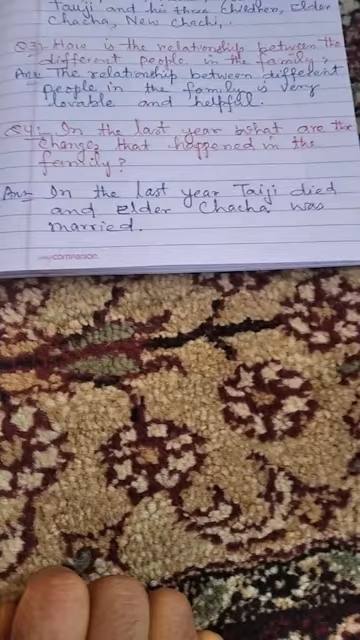 Tauji and his three children, Elder
Chacha, New Chachi,
Q3:- How is the relationship between the
different people in the family?
Ans The relationship between different
People in the family is very
lovable and helpful.
Q4:- In the last year what are the
changes that happened in the
family?
Ans In the last year Taiji died
and elder Chacha was
married.
mycompanion